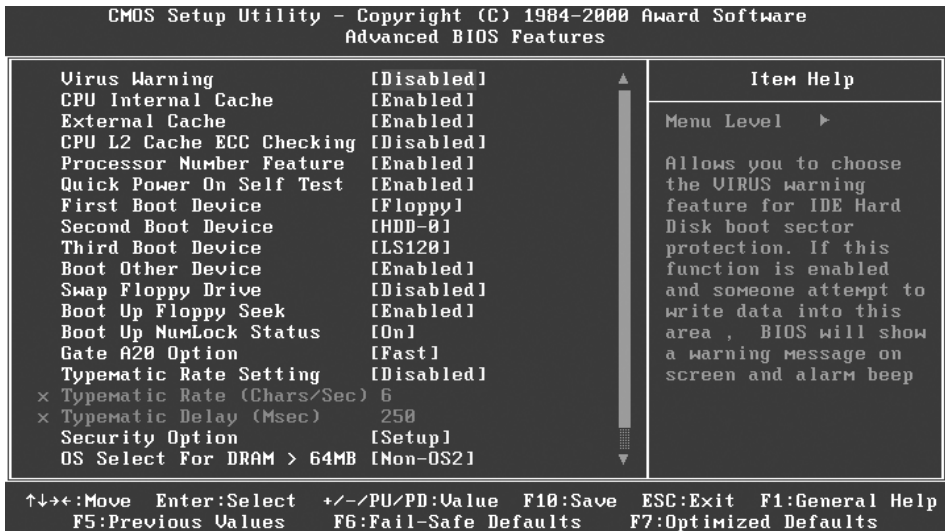 CMOS Setup Utility – Copyright (C) 1984-2000 Award Software
Advanced BIOS Features
Virus Warning [Disabled]
CPU Internal Cache [Enabled]
External Cache [Enabled]
CPU L2 Cache ECC Checking [Disabled]
Processor Number Feature [Enabled]
Quick Power On Self Test [Enabled]
First Boot Device [Floppy]
Second Boot Device [HDD-0]
Third Boot Device [LS120]
Boot Other Device [Enabled]
Swap Floppy Drive [Disabled]
Boot Up Floppy Seek [Enabled]
Boot Up NumLock Status [On]
Gate A20 Option [Fast]
Typematic Rate Setting [Disabled]
x Typematic Rate (Chars/Sec) 6
x Typematic Delay (Msec) 250
Security Option [Setup]
OS Select For DRAM > 64MB [Non-OS2]
Item Help
Menu Level ▶
Allows you to choose
the VIRUS warning
feature for IDE Hard
Disk boot sector
protection. If this
function is enabled
and someone attempt to
write data into this
area , BIOS will show
a warning message on
screen and alarm beep
↑↓→←:Move Enter:Select +/-/PU/PD:Value F10:Save ESC:Exit F1:General Help
F5:Previous Values F6:Fail-Safe Defaults F7:Optimized Defaults